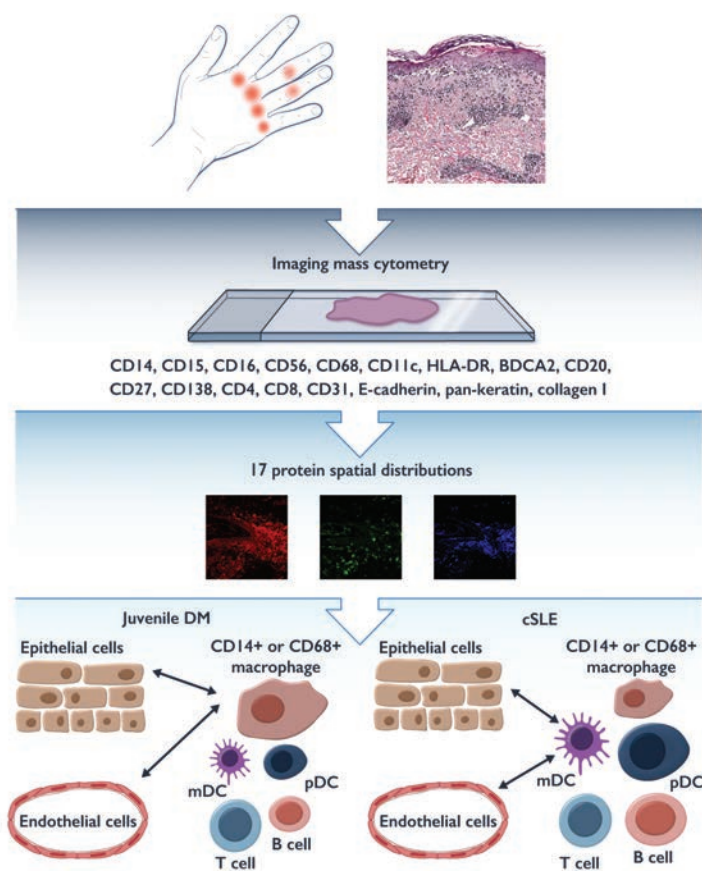 Imaging mass cytometry
CD14, CD15, CD16, CD56, CD68, CD11c, HLA-DR, BDCA2, CD20,
CD27, CD138, CD4, CD8, CD31, E-cadherin, pan-keratin, collagen I
17 protein spatial distributions
Juvenile DM
Epithelial cells
CD14+ or CD68+
macrophage
mDC
pDC
Endothelial cells
T cell
B cell
cSLE
Epithelial cells
CD14+ or CD68+
macrophage
mDC
pDC
Endothelial cells
T cell
B cell